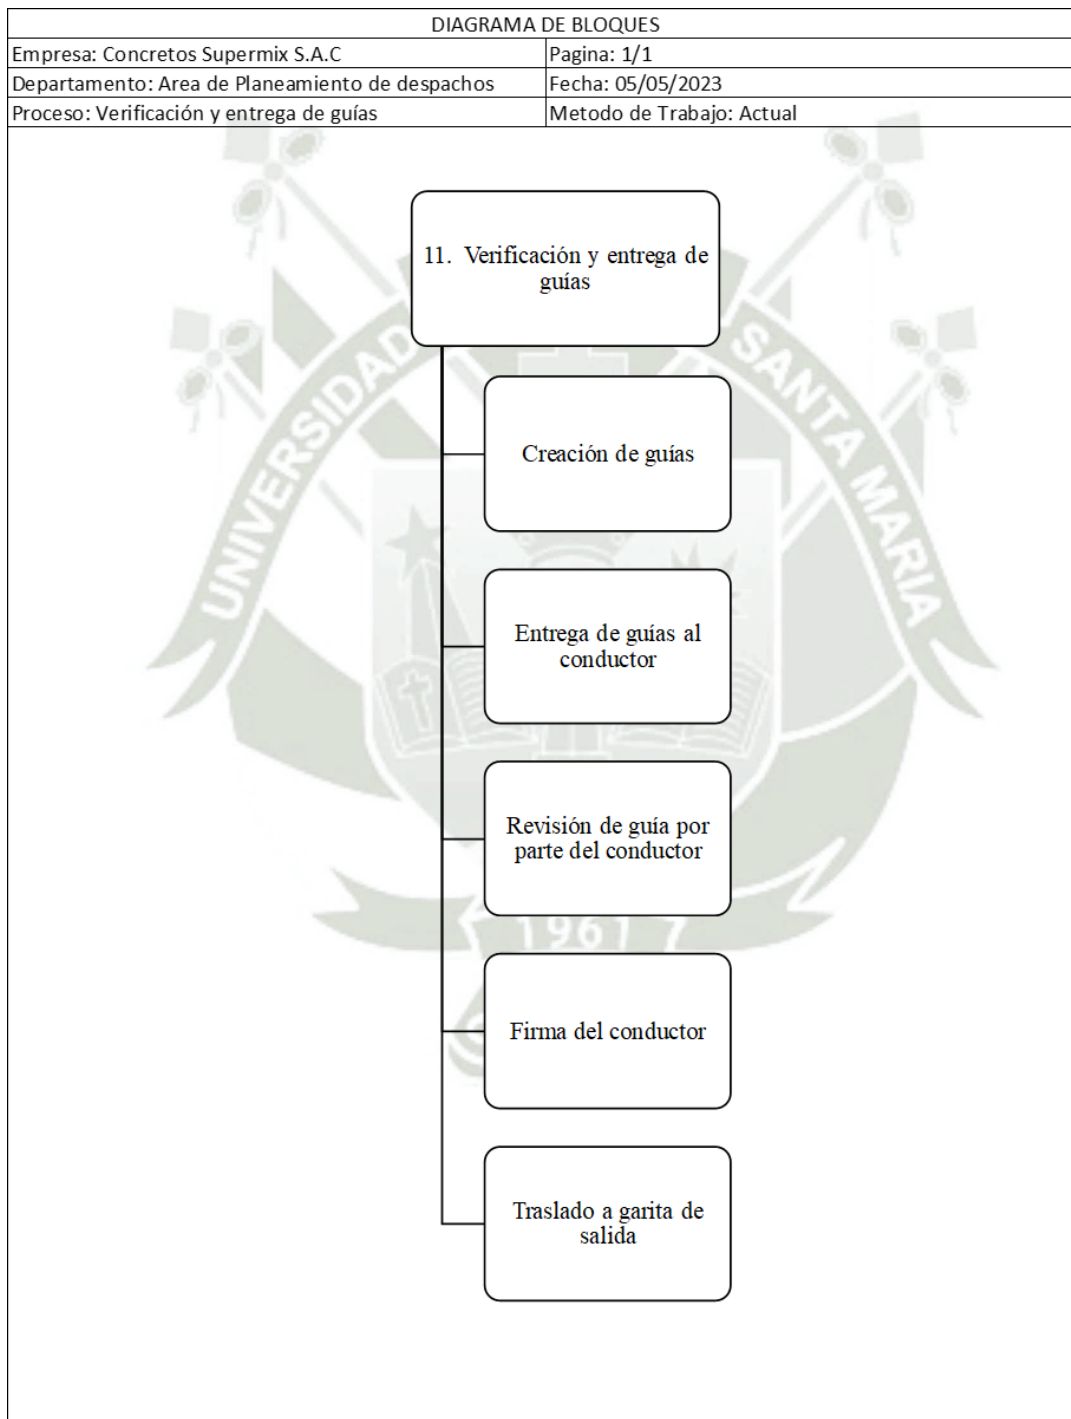 DIAGRAMA DE BLOQUES
Empresa: Concretos Supermix S.A.C
Pagina: 1/1
Departamento: Area de Planeamiento de despachos
Fecha: 05/05/2023
Proceso: Verificación y entrega de guías
Metodo de Trabajo: Actual
11. Verificación y entrega de
guías
UNIVERSIDAD
SANTA MARIA
Creación de guías
Entrega de guías al
conductor
Revisión de guía por
parte del conductor
1961
Firma del conductor
Traslado a garita de
salida